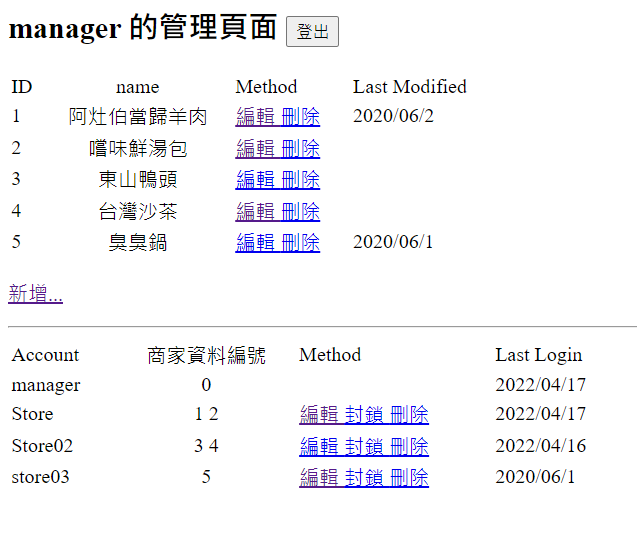 manager 的管理頁面 登出
ID name Method Last Modified
1 阿灶伯當歸羊肉 編輯 刪除 2020/06/2
2 嚐味鮮湯包 編輯 刪除
3 東山鴨頭 編輯 刪除
4 台灣沙茶 編輯 刪除
5 臭臭鍋 編輯 刪除 2020/06/1
新增...
Account 商家資料編號 Method Last Login
manager 0 2022/04/17
Store 1 2 編輯 封鎖 刪除 2022/04/17
Store02 3 4 編輯 封鎖 刪除 2022/04/16
store03 5 編輯 封鎖 刪除 2020/06/1